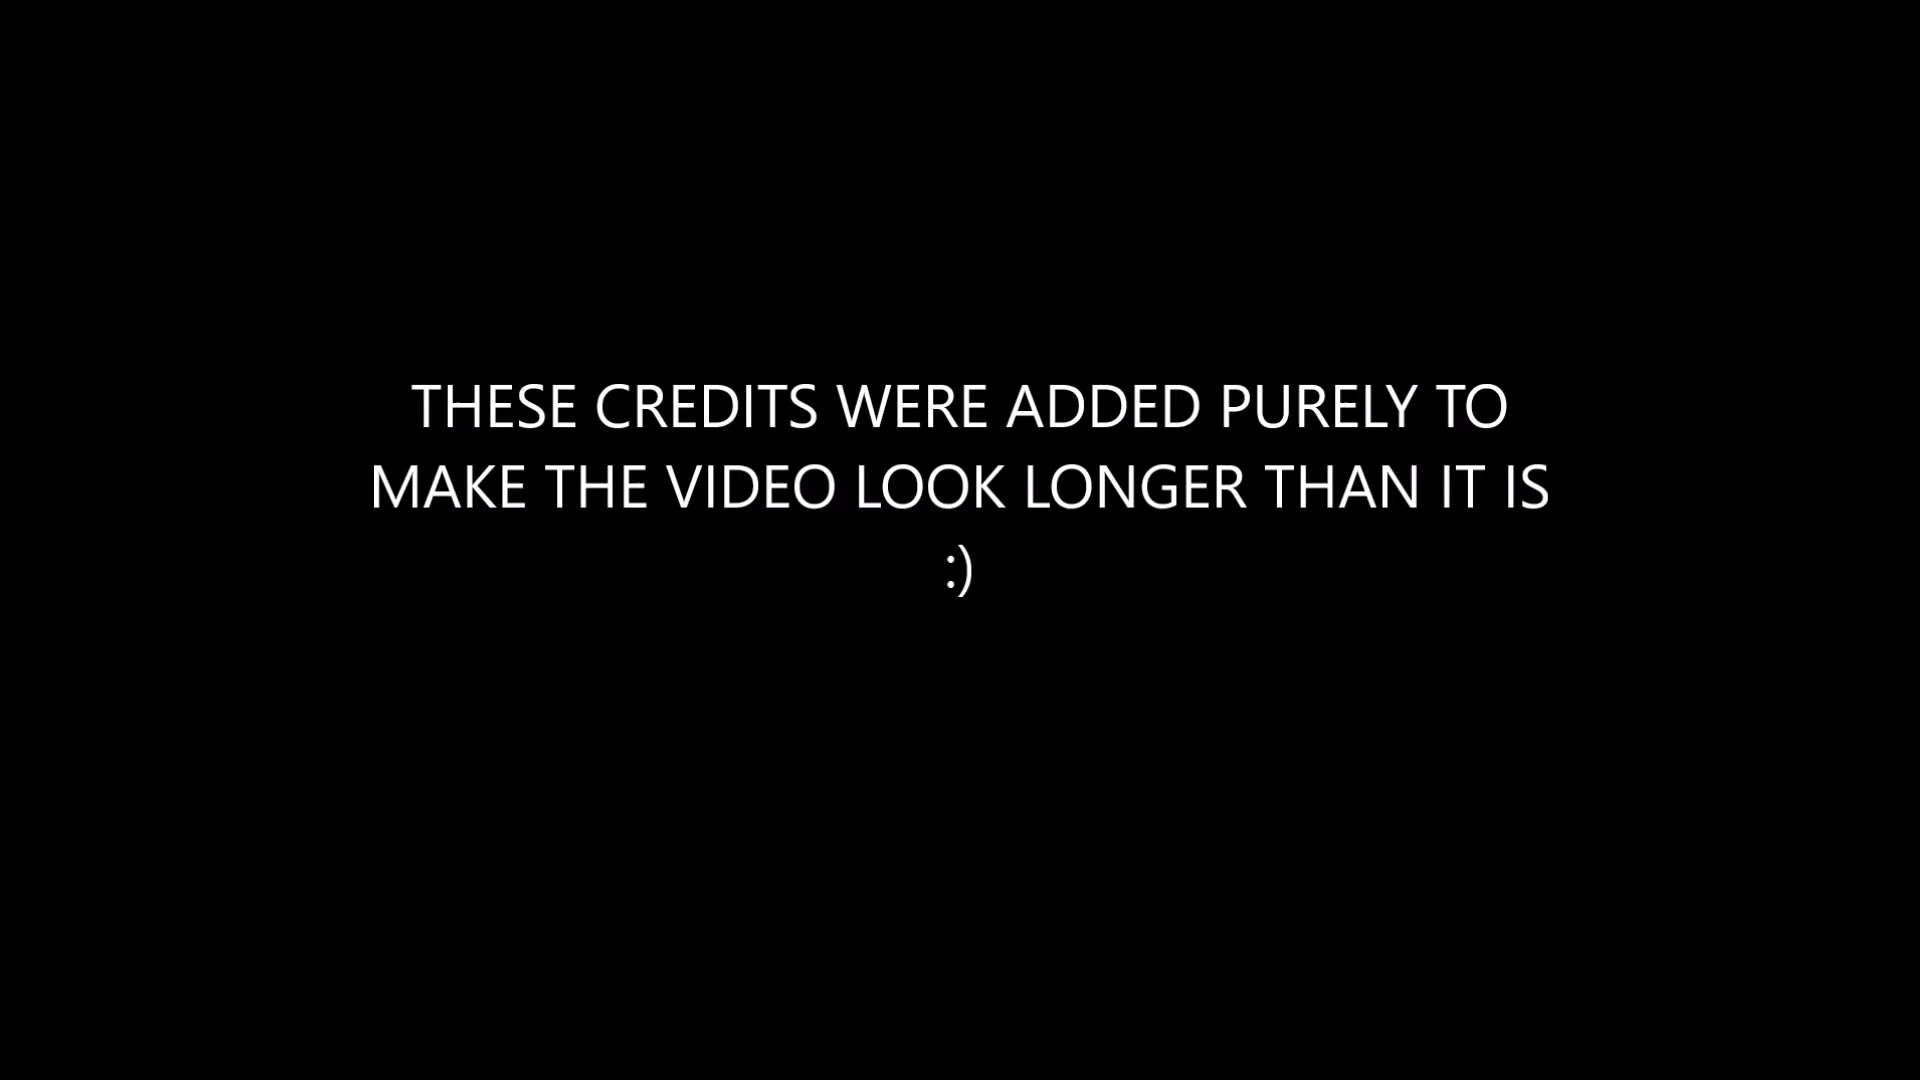 THESE CREDITS WERE ADDED PURELY TO
MAKE THE VIDEO LOOK LONGER THAN IT IS
:)